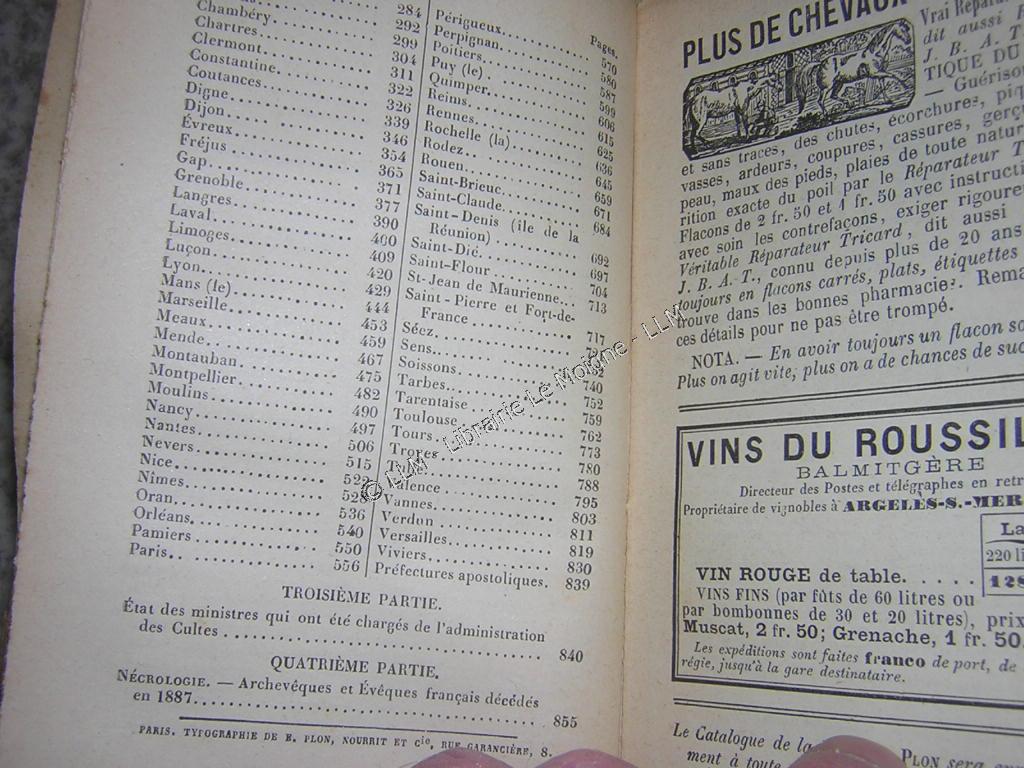 284
292
Chambéry 299
Chartres 304
Clermont 311
Constantine 322
Coutances 326
Digne 339
Dijon 346
Évreux 354
Fréjus 365
Gap 371
Grenoble 377
Langres 390
Laval 400
Limoges 409
Luçon 420
Lyon 429
Mans (le) 444
Marseille 453
Meaux 459
Mende 467
Montauban 475
Montpellier 482
Moulins 490
Nancy 497
Nantes 506
Nevers 515
Nice 522
Nimes 528
Oran 536
Orléans 540
Pamiers 550
Paris 556
Pages.
Périgueux 570
Perpignan 580
Poitiers 587
Puy (le) 599
Quimper 606
Reims 615
Rennes 625
Rochelle (la) 636
Rodez 645
Rouen 659
Saint-Brieuc 671
Saint-Claude 684
Saint-Denis (île de la
Réunion) 692
Saint-Dié 697
Saint-Flour 704
St-Jean de Maurienne 713
Saint-Pierre et Fort-de-
France 717
Séez
Sens 732
Soissons 740
Tarbes 752
Tarentaise 759
Toulouse 762
Tours 773
Troyes 780
Tulle 788
Valence 795
Vannes 803
Verdun 811
Versailles 819
Viviers 830
Préfectures apostoliques. 839
TROISIÈME PARTIE.
État des ministres qui ont été chargés de l'administration
des Cultes 840
QUATRIÈME PARTIE.
NÉCROLOGIE. — Archevêques et Évêques français décédés
en 1887 855
PARIS. TYPOGRAPHIE DE E. PLON, NOURRIT ET Cie, RUE GARANCIÈRE, 8.
PLUS DE CHEVAUX
Vrai Répara
dit aussi
J. B. A. T
TIQUE DU
— Guérison
et sans traces, des chutes, écorchures, piq
vasses, ardeurs, coupures, cassures, gerç
peau, maux des pieds, plaies de toute natur
rition exacte du poil par le Réparateur T
Flacons de 2 fr. 50 et 1 fr. 50 avec instructi
avec soin les contrefaçons, exiger rigoure
Véritable Réparateur Tricard, dit aussi
J. B. A. T., connu depuis plus de 20 ans
toujours en flacons carrés, plats, étiquettes
trouve dans les bonnes pharmacies. Rema
ces détails pour ne pas être trompé.
NOTA. — En avoir toujours un flacon so
Plus on agit vite, plus on a de chances de suc
VINS DU ROUSSIL
BALMITGÈRE
Directeur des Postes et télégraphes en retr
Propriétaire de vignobles à ARGELÈS-S.-MER
La
220 li
VIN ROUGE de table. 128
VINS FINS (par fûts de 60 litres ou
par bombonnes de 30 et 20 litres), prix
Muscat, 2 fr. 50; Grenache, 1 fr. 50.
Les expéditions sont faites franco de port, de
régie, jusqu'à la gare destinataire.
Le Catalogue de la PLON sera en
ment à toute
© LLM - Librairie Le Moigne - LLM